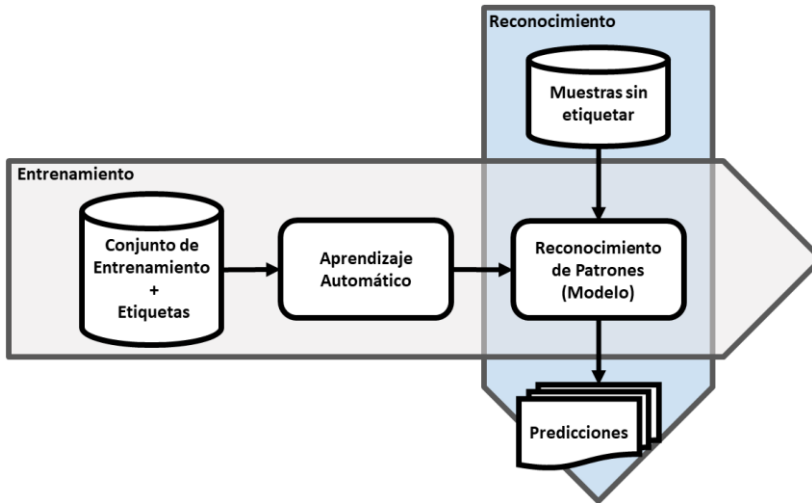 Reconocimiento
Muestras sin
etiquetar
Entrenamiento
Conjunto de
Entrenamiento
+
Etiquetas
Aprendizaje
Automático
Reconocimiento
de Patrones
(Modelo)
Predicciones